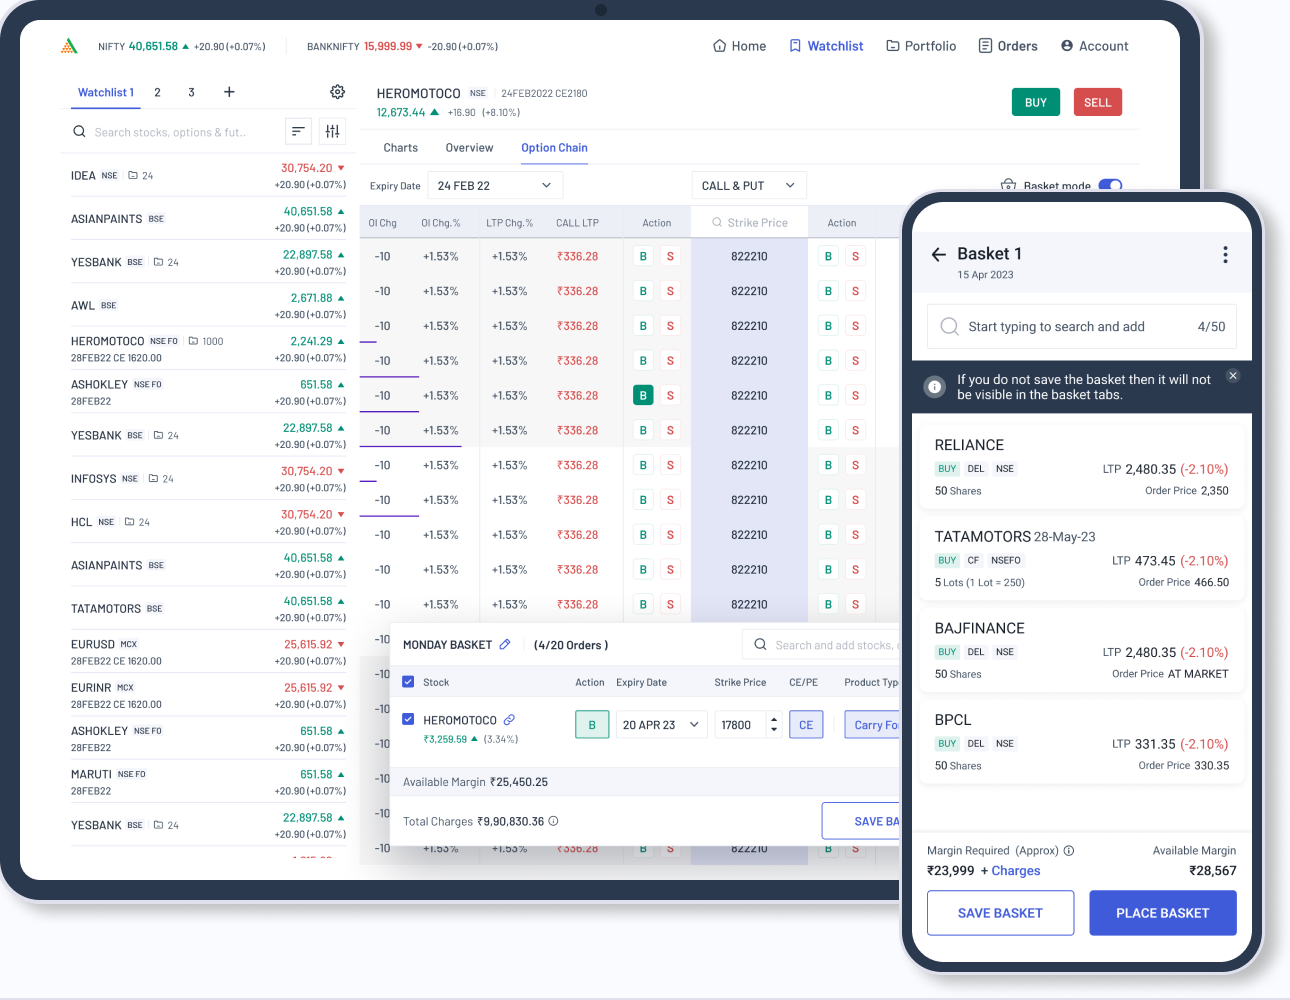 NIFTY 40,651.58 ▲ +20.90 (+0.07%)
BANKNIFTY 15,999.99 ▼ -20.90 (+0.07%)
Home
Watchlist
Portfolio
Orders
Account
Watchlist 1 2 3 +
Search stocks, options & fut..
IDEA NSE 24 30,754.20 ▼
+20.90 (+0.07%)
ASIANPAINTS BSE 40,651.58 ▲
+20.90 (+0.07%)
YESBANK BSE 24 22,897.58 ▲
+20.90 (+0.07%)
AWL BSE 2,671.88 ▲
+20.90 (+0.07%)
HEROMOTOCO NSE FO 1000 2,241.29 ▲
28FEB22 CE 1620.00 +20.90 (+0.07%)
ASHOKLEY NSE FO 651.58 ▲
28FEB22 +20.90 (+0.07%)
YESBANK BSE 24 22,897.58 ▲
+20.90 (+0.07%)
INFOSYS NSE 24 30,754.20 ▼
+20.90 (+0.07%)
HCL NSE 24 30,754.20 ▼
+20.90 (+0.07%)
ASIANPAINTS BSE 40,651.58 ▲
+20.90 (+0.07%)
TATAMOTORS BSE 40,651.58 ▲
+20.90 (+0.07%)
EURUSD MCX 25,615.92 ▼
28FEB22 CE 1620.00 +20.90 (+0.07%)
EURINR MCX 25,615.92 ▼
28FEB22 CE 1620.00 +20.90 (+0.07%)
ASHOKLEY NSE FO 651.58 ▲
28FEB22 +20.90 (+0.07%)
MARUTI NSE FO 651.58 ▲
28FEB22 +20.90 (+0.07%)
YESBANK BSE 24 22,897.58 ▲
+20.90 (+0.07%)
HEROMOTOCO NSE 24FEB2022 CE2180
12,673.44 ▲ +16.90 (+8.10%)
BUY SELL
Charts Overview Option Chain
Expiry Date 24 FEB 22 CALL & PUT Basket mode
OI Chg OI Chg.% LTP Chg.% CALL LTP Action Strike Price Action
-10 +1.53% +1.53% ₹336.28 B S 822210 B S
-10 +1.53% +1.53% ₹336.28 B S 822210 B S
-10 +1.53% +1.53% ₹336.28 B S 822210 B S
-10 +1.53% +1.53% ₹336.28 B S 822210 B S
-10 +1.53% +1.53% ₹336.28 B S 822210 B S
-10 +1.53% +1.53% ₹336.28 B S 822210 B S
-10 +1.53% +1.53% ₹336.28 B S 822210 B S
-10 +1.53% +1.53% ₹336.28 B S 822210 B S
-10 +1.53% +1.53% ₹336.28 B S 822210 B S
-10 +1.53% +1.53% ₹336.28 B S 822210 B S
-10 +1.53% +1.53% ₹336.28 B S 822210 B S
-10
-10
-10
-10
-10
-10
-10 +1.53% +1.53% ₹336.28 B S 822210 B S
MONDAY BASKET (4/20 Orders )
Search and add stocks,
Stock Action Expiry Date Strike Price CE/PE Product Typ
HEROMOTOCO B 20 APR 23 17800 CE Carry Fo
₹3,259.59 ▲ (3.34%)
Available Margin ₹25,450.25
Total Charges ₹9,90,830.36
SAVE BA
Basket 1
15 Apr 2023
Start typing to search and add 4/50
If you do not save the basket then it will not
be visible in the basket tabs.
RELIANCE
BUY DEL NSE LTP 2,480.35 (-2.10%)
50 Shares Order Price 2,350
TATAMOTORS 28-May-23
BUY CF NSEFO LTP 473.45 (-2.10%)
5 Lots (1 Lot = 250) Order Price 466.50
BAJFINANCE
BUY DEL NSE LTP 2,480.35 (-2.10%)
50 Shares Order Price AT MARKET
BPCL
BUY DEL NSE LTP 331.35 (-2.10%)
50 Shares Order Price 330.35
Margin Required (Approx) Available Margin
₹23,999 + Charges ₹28,567
SAVE BASKET PLACE BASKET